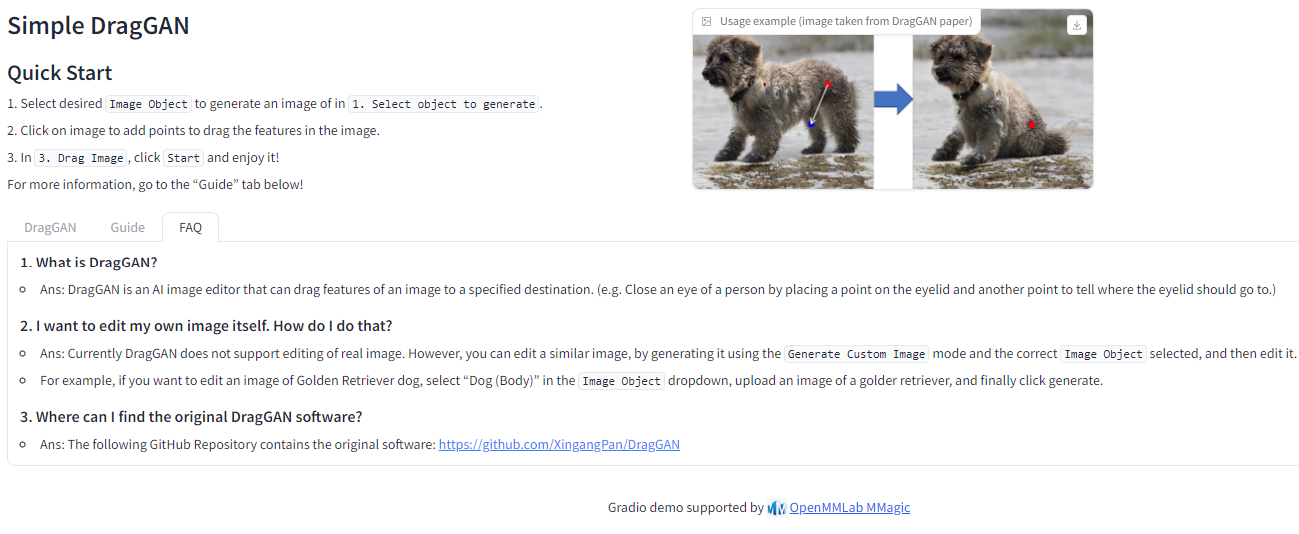 Simple DragGAN
Usage example (image taken from DragGAN paper)
Quick Start
1. Select desired Image Object to generate an image of in 1. Select object to generate.
2. Click on image to add points to drag the features in the image.
3. In 3. Drag Image, click Start and enjoy it!
For more information, go to the “Guide” tab below!
DragGAN Guide FAQ
1. What is DragGAN?
Ans: DragGAN is an AI image editor that can drag features of an image to a specified destination. (e.g. Close an eye of a person by placing a point on the eyelid and another point to tell where the eyelid should go to.)
2. I want to edit my own image itself. How do I do that?
Ans: Currently DragGAN does not support editing of real image. However, you can edit a similar image, by generating it using the Generate Custom Image mode and the correct Image Object selected, and then edit it.
For example, if you want to edit an image of Golden Retriever dog, select “Dog (Body)” in the Image Object dropdown, upload an image of a golder retriever, and finally click generate.
3. Where can I find the original DragGAN software?
Ans: The following GitHub Repository contains the original software: https://github.com/XingangPan/DragGAN
Gradio demo supported by OpenMMLab MMagic